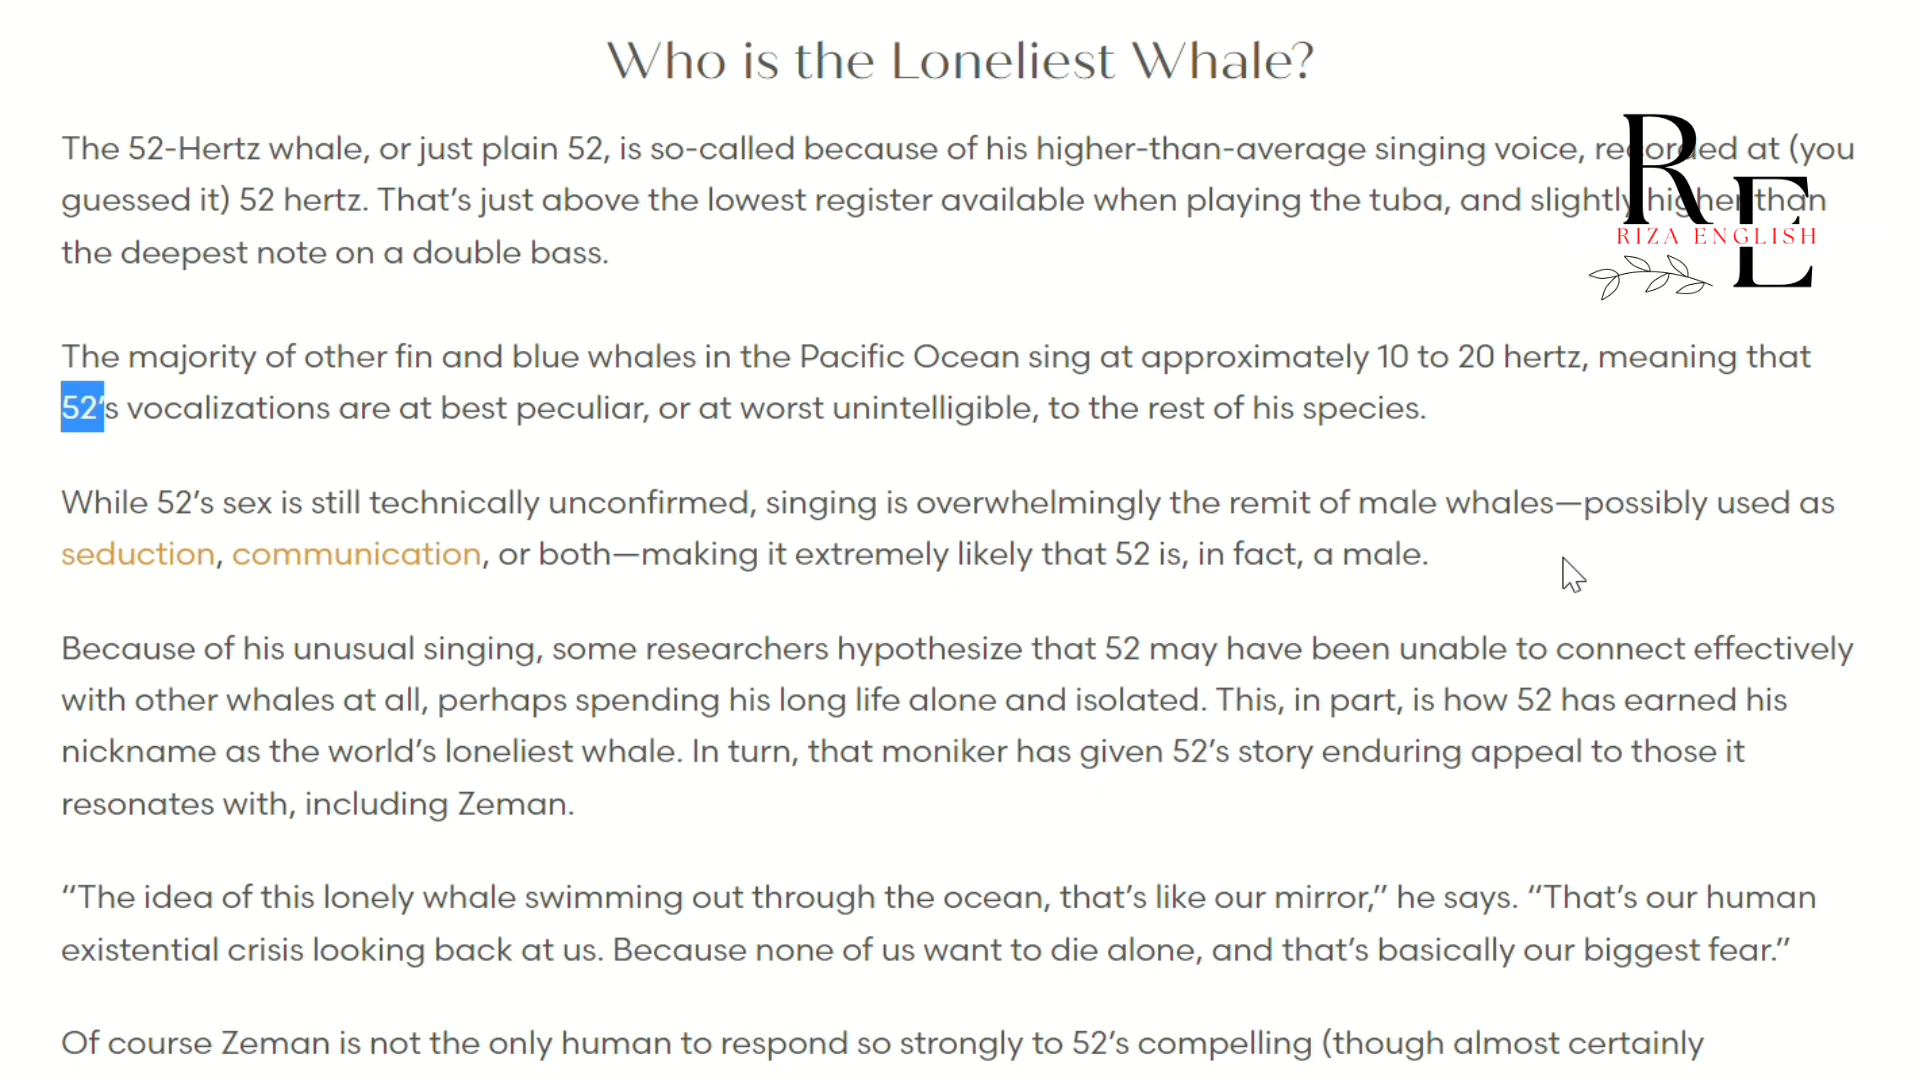 Who is the Loneliest Whale?
The 52-Hertz whale, or just plain 52, is so-called because of his higher-than-average singing voice, recorded at (you
guessed it) 52 hertz. That’s just above the lowest register available when playing the tuba, and slightly higher than
the deepest note on a double bass.
RE
RIZA ENGLISH
The majority of other fin and blue whales in the Pacific Ocean sing at approximately 10 to 20 hertz, meaning that
52’s vocalizations are at best peculiar, or at worst unintelligible, to the rest of his species.
While 52’s sex is still technically unconfirmed, singing is overwhelmingly the remit of male whales—possibly used as
seduction, communication, or both—making it extremely likely that 52 is, in fact, a male.
Because of his unusual singing, some researchers hypothesize that 52 may have been unable to connect effectively
with other whales at all, perhaps spending his long life alone and isolated. This, in part, is how 52 has earned his
nickname as the world’s loneliest whale. In turn, that moniker has given 52’s story enduring appeal to those it
resonates with, including Zeman.
“The idea of this lonely whale swimming out through the ocean, that’s like our mirror,” he says. “That’s our human
existential crisis looking back at us. Because none of us want to die alone, and that’s basically our biggest fear.”
Of course Zeman is not the only human to respond so strongly to 52’s compelling (though almost certainly